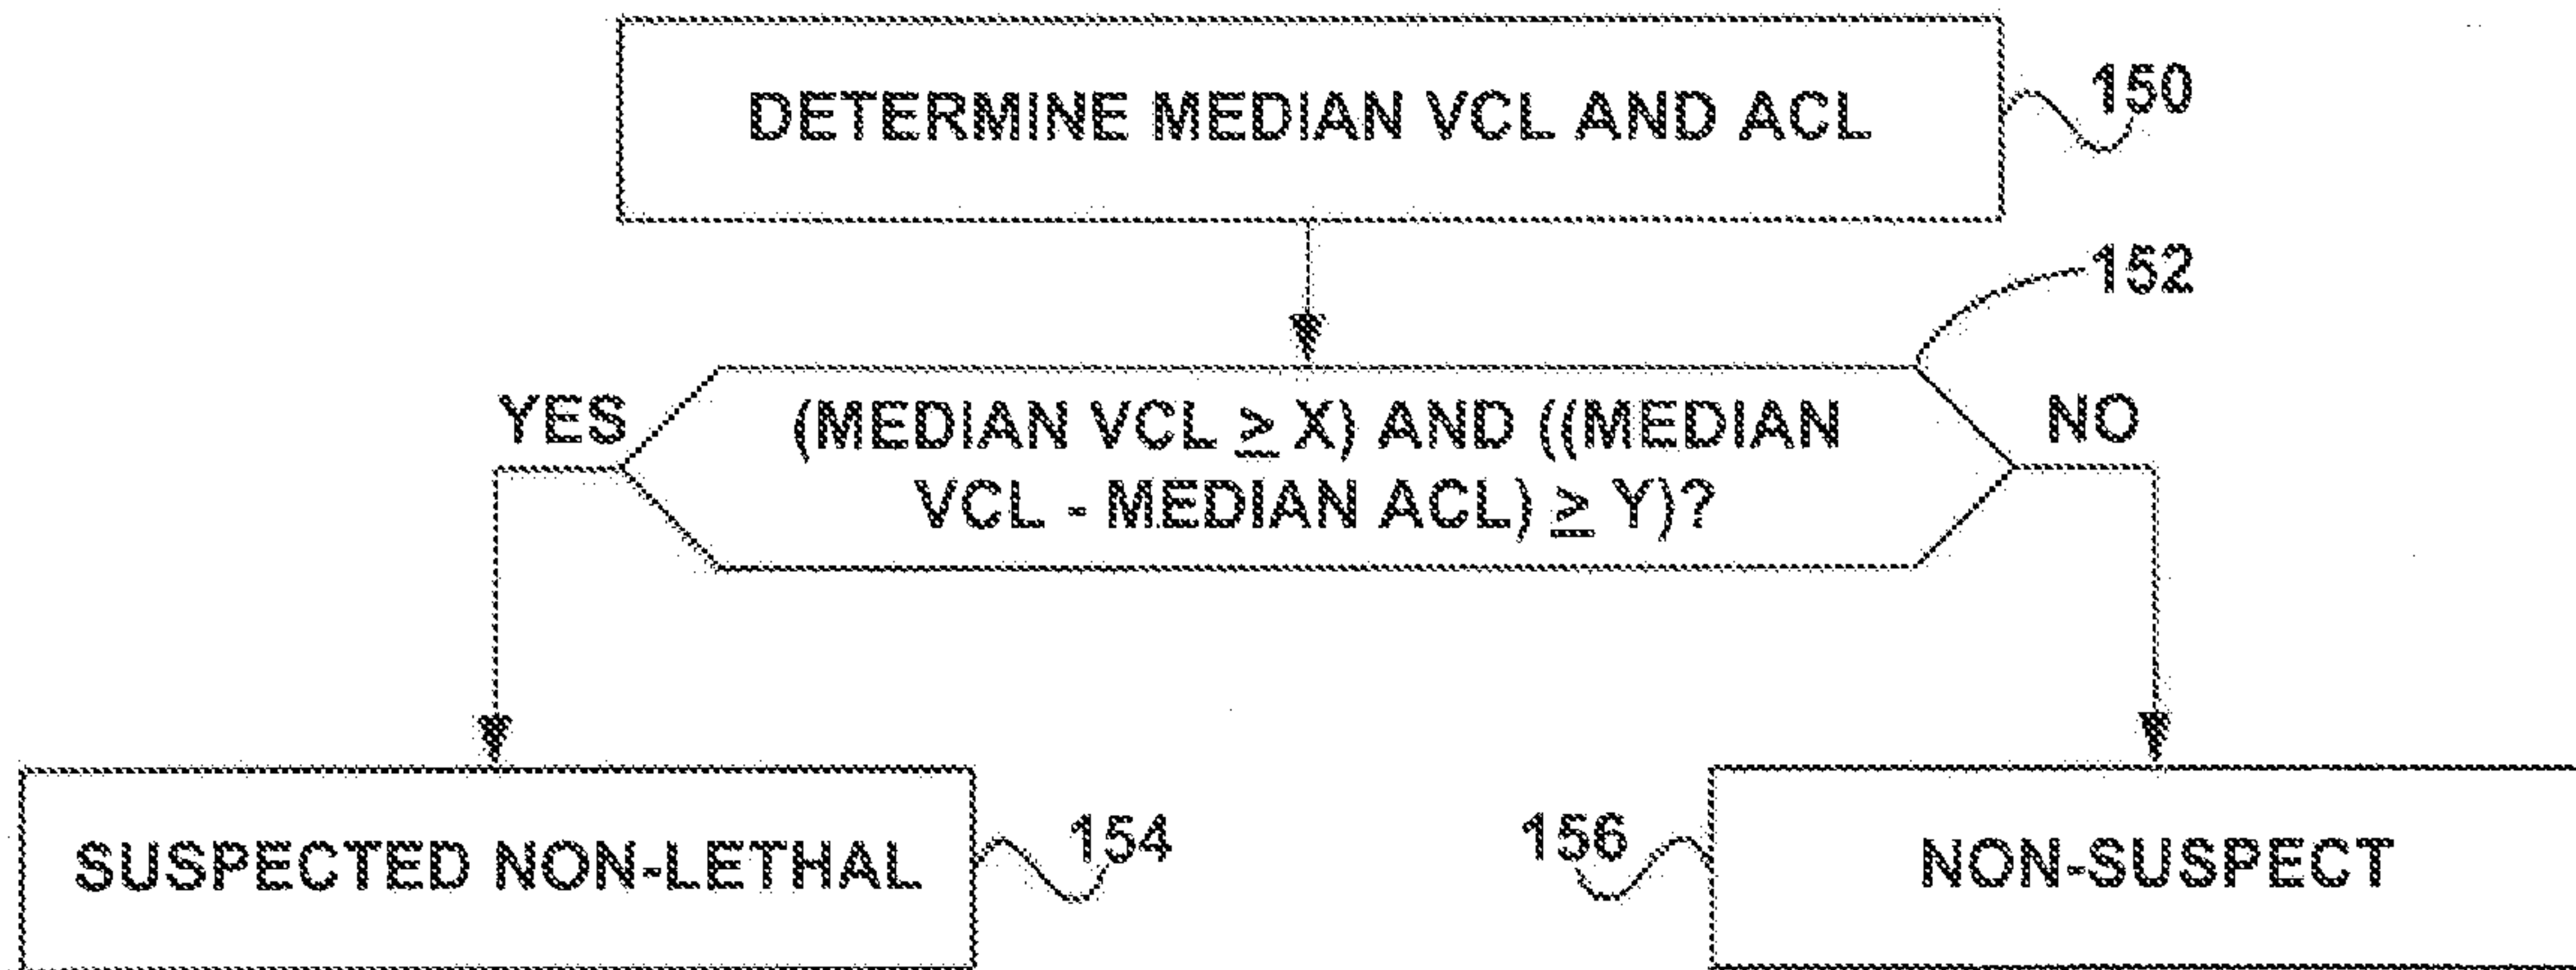 DETERMINE MEDIAN VCL AND ACL
150
152
YES
(MEDIAN VCL ≥ X) AND ((MEDIAN
VCL - MEDIAN ACL) ≥ Y)?
NO
SUSPECTED NON-LETHAL
154
156
NON-SUSPECT